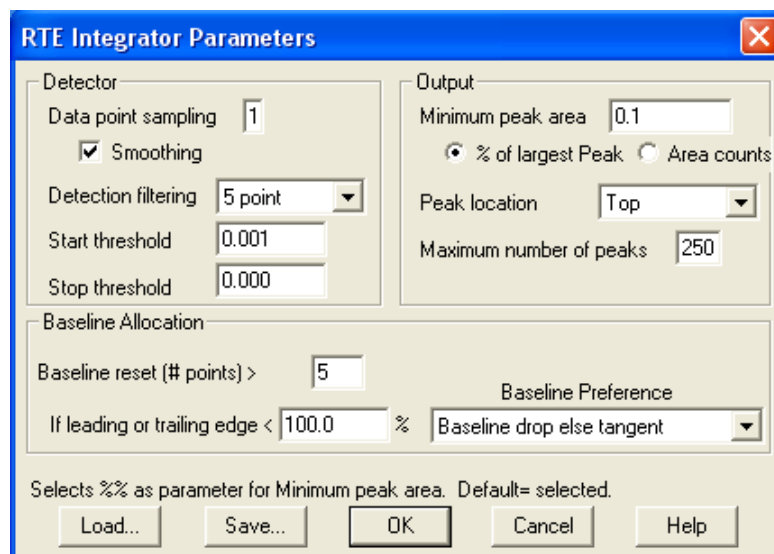 RTE Integrator Parameters
Detector
Data point sampling 1
Smoothing
Detection filtering 5 point
Start threshold 0.001
Stop threshold 0.000
Output
Minimum peak area 0.1
% of largest Peak Area counts
Peak location Top
Maximum number of peaks 250
Baseline Allocation
Baseline reset (# points) > 5
If leading or trailing edge < 100.0 %
Baseline Preference
Baseline drop else tangent
Selects %% as parameter for Minimum peak area. Default= selected.
Load... Save... OK Cancel Help